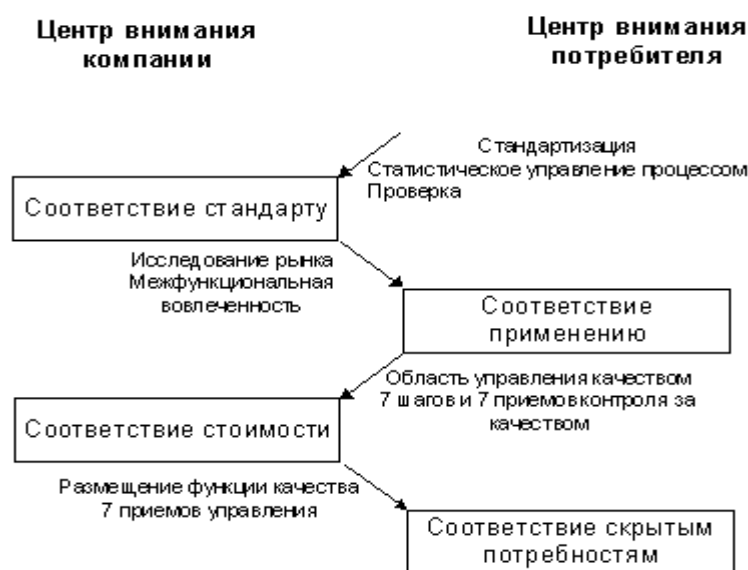 Центр внимания
компании
Центр внимания
потребителя
Стандартизация
Статистическое управление процессом
Проверка
Соответствие стандарту
Исследование рынка
Межфункциональная
вовлеченность
Соответствие
применению
Область управления качеством
7 шагов и 7 приемов контроля за
качеством
Соответствие стоимости
Размещение функции качества
7 приемов управления
Соответствие скрытым
потребностям